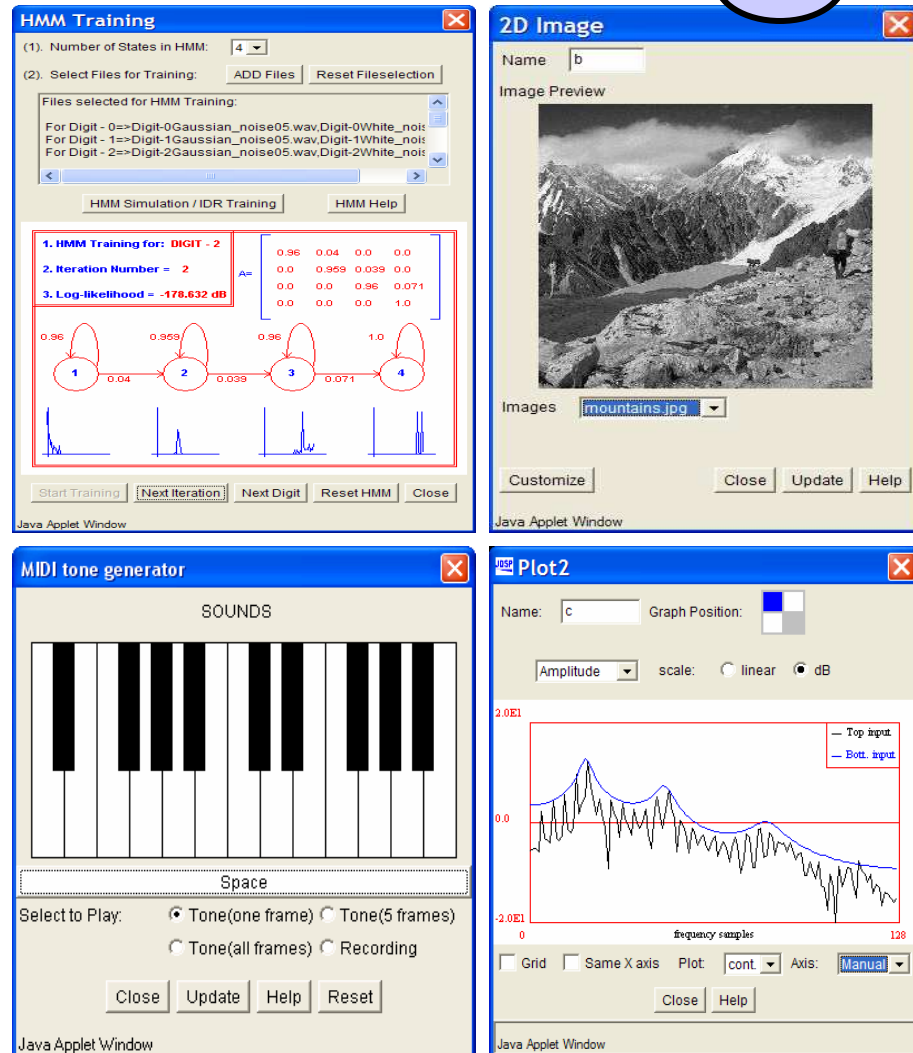 HMM Training
(1). Number of States in HMM: 4
(2). Select Files for Training: ADD Files Reset Fileselection
Files selected for HMM Training:
For Digit - 0=>Digit-0Gaussian_noise05.wav,Digit-0White_nois
For Digit - 1=>Digit-1Gaussian_noise05.wav,Digit-1White_nois
For Digit - 2=>Digit-2Gaussian_noise05.wav,Digit-2White_nois
HMM Simulation / IDR Training HMM Help
1. HMM Training for: DIGIT - 2
2. Iteration Number = 2
3. Log-likelihood = -178.632 dB
A=
0.96 0.04 0.0 0.0
0.0 0.959 0.039 0.0
0.0 0.0 0.96 0.071
0.0 0.0 0.0 1.0
0.96 0.959 0.96 1.0
1 2 3 4
0.04 0.039 0.071
Start Training Next Iteration Next Digit Reset HMM Close
Java Applet Window
2D Image
Name b
Image Preview
Images mountains.jpg
Customize Close Update Help
Java Applet Window
MIDI tone generator
SOUNDS
Space
Select to Play: Tone(one frame) Tone(5 frames)
Tone(all frames) Recording
Close Update Help Reset
Java Applet Window
JDSP Plot2
Name: c Graph Position:
Amplitude scale: linear dB
2.0E1
Top input
Bott. input
0.0
-2.0E1
0 frequency samples 128
Grid Same X axis Plot: cont. Axis: Manual
Close Help
Java Applet Window